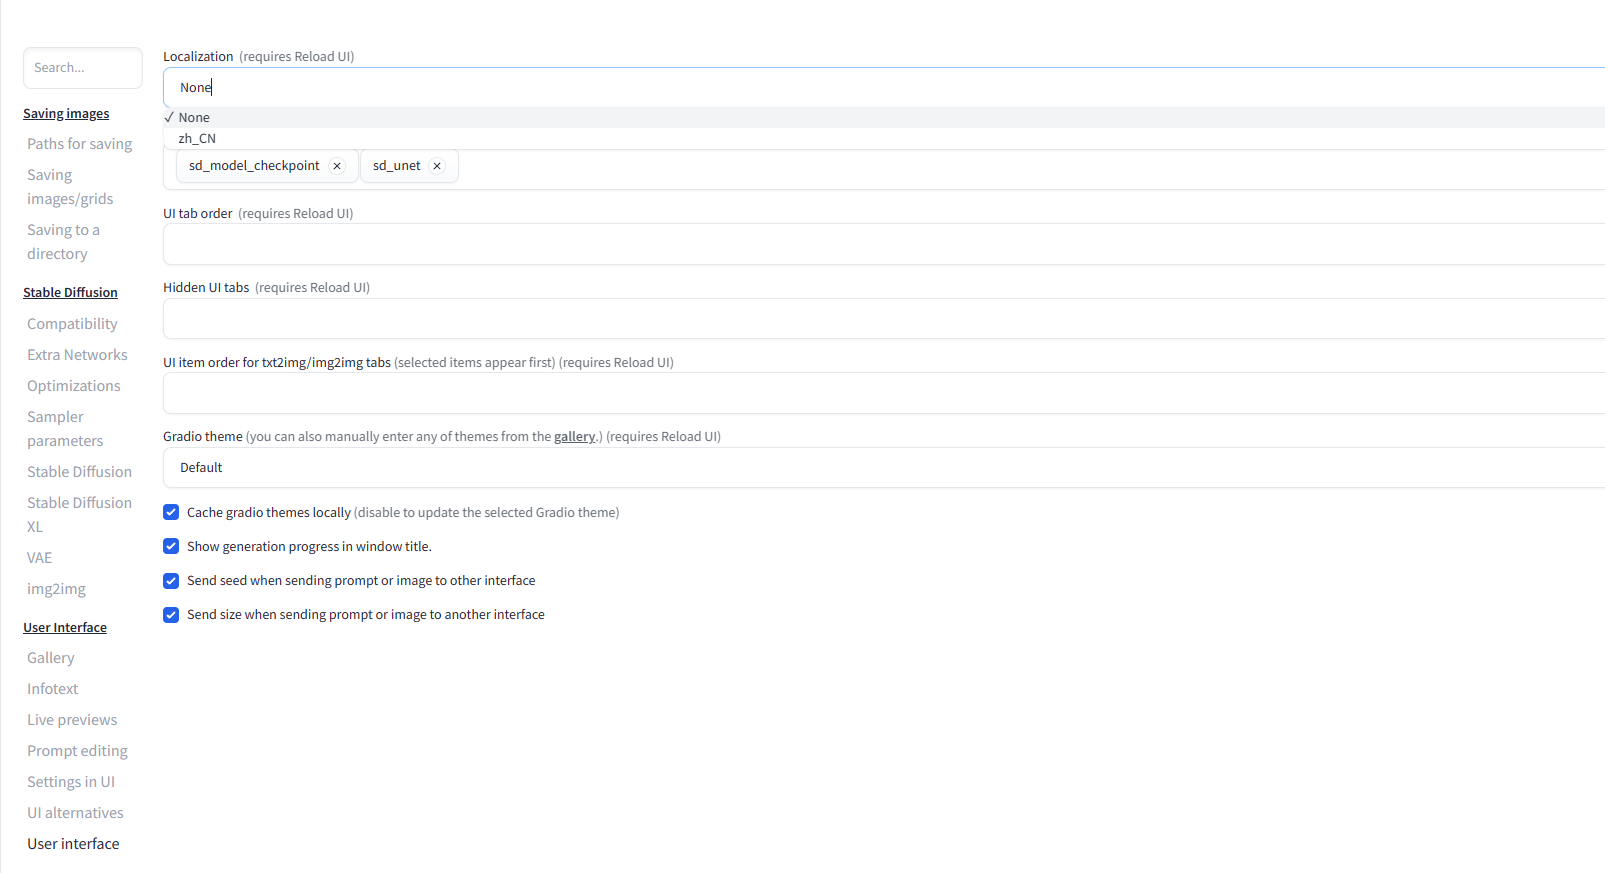 Search...
Saving images
Paths for saving
Saving
images/grids
Saving to a
directory
Stable Diffusion
Compatibility
Extra Networks
Optimizations
Sampler
parameters
Stable Diffusion
Stable Diffusion
XL
VAE
img2img
User Interface
Gallery
Infotext
Live previews
Prompt editing
Settings in UI
UI alternatives
User interface
Localization (requires Reload UI)
None
✓ None
zh_CN
sd_model_checkpoint × sd_unet ×
UI tab order (requires Reload UI)
Hidden UI tabs (requires Reload UI)
UI item order for txt2img/img2img tabs (selected items appear first) (requires Reload UI)
Gradio theme (you can also manually enter any of themes from the gallery.) (requires Reload UI)
Default
Cache gradio themes locally (disable to update the selected Gradio theme)
Show generation progress in window title.
Send seed when sending prompt or image to other interface
Send size when sending prompt or image to another interface